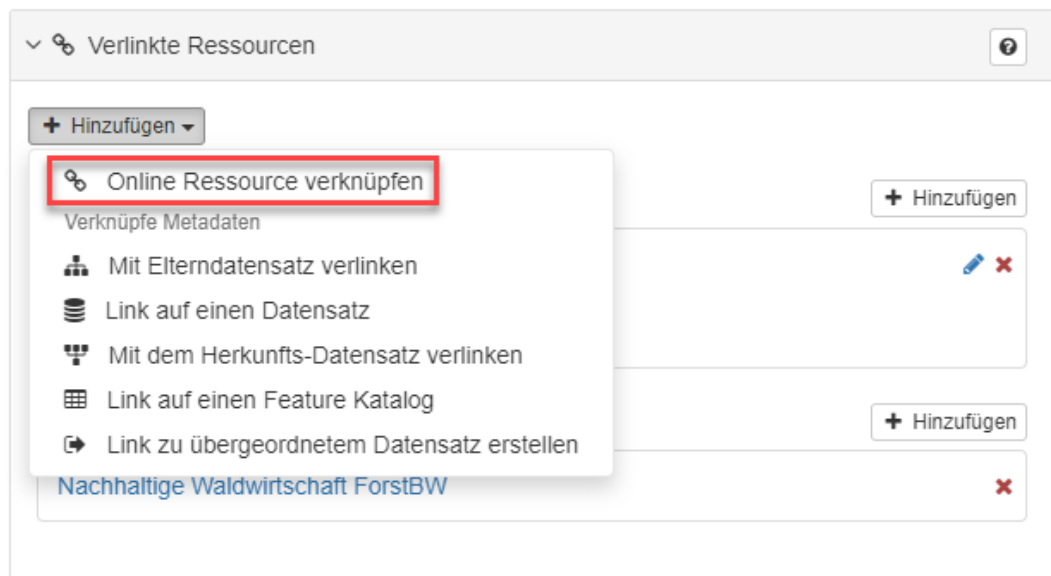 Verlinkte Ressourcen
+ Hinzufügen
Online Ressource verknüpfen
Verknüpfe Metadaten
+ Hinzufügen
Mit Elterndatensatz verlinken
Link auf einen Datensatz
Mit dem Herkunfts-Datensatz verlinken
Link auf einen Feature Katalog
+ Hinzufügen
Link zu übergeordnetem Datensatz erstellen
Nachhaltige Waldwirtschaft ForstBW